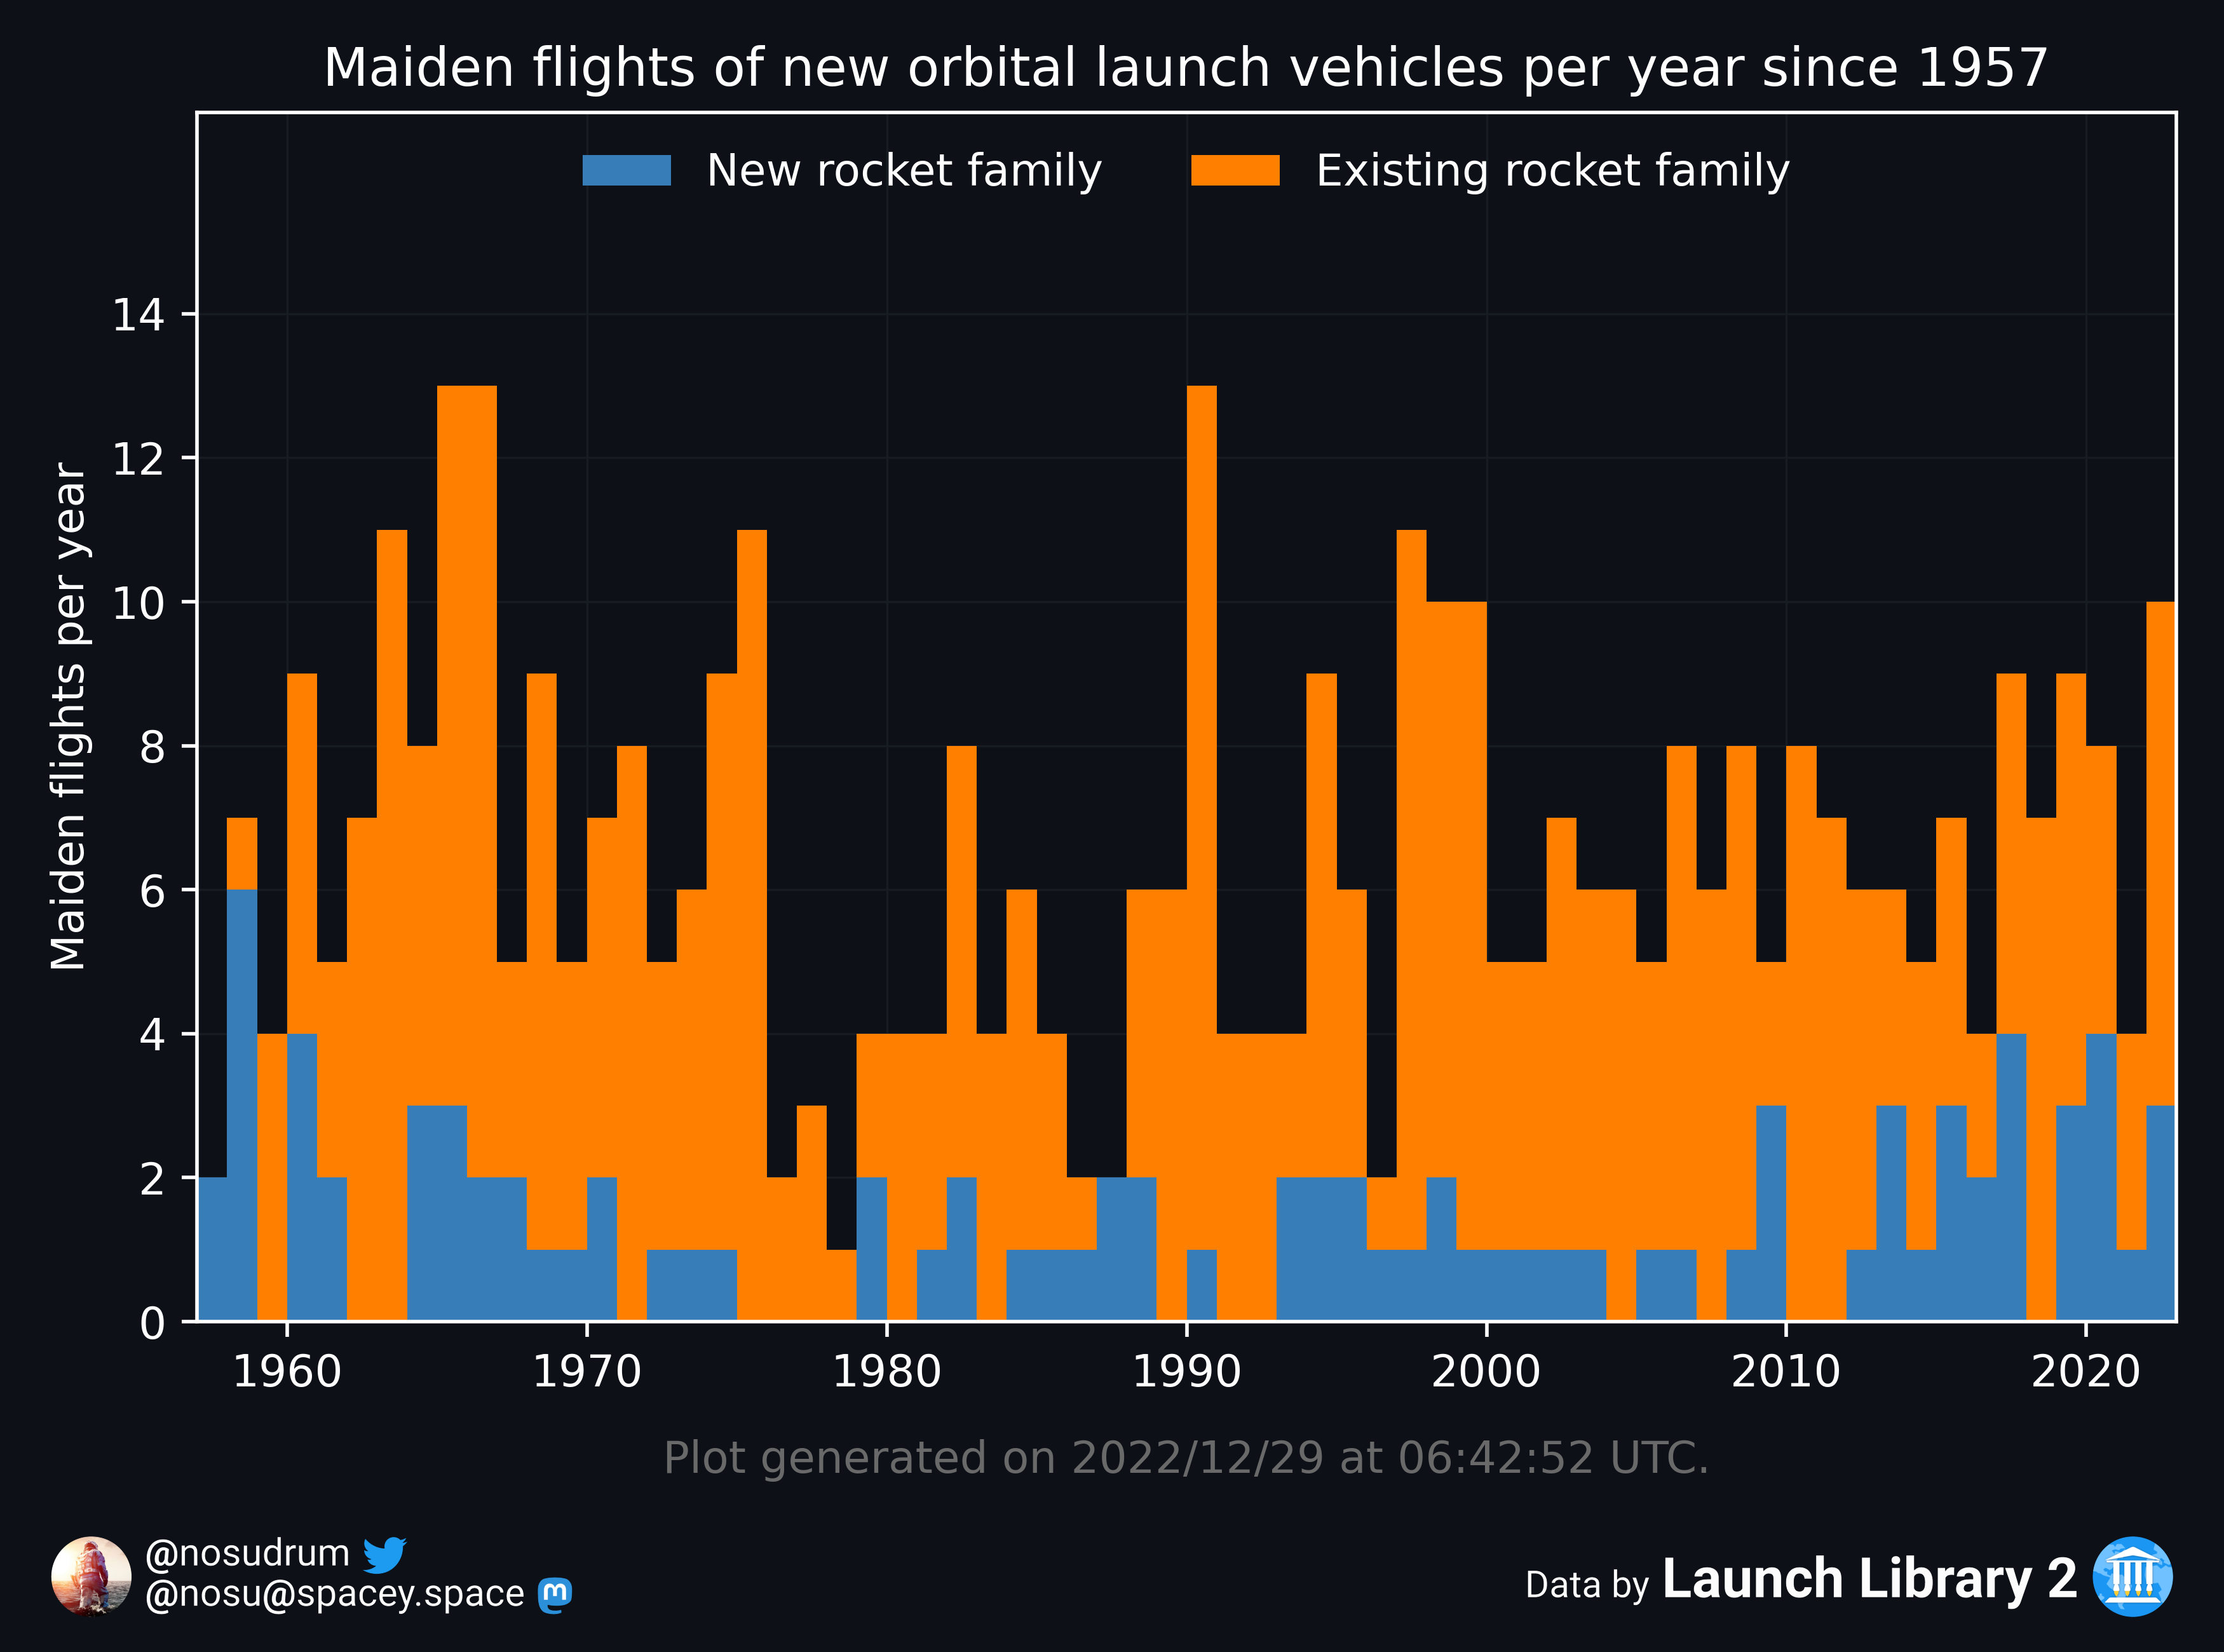 Maiden flights of new orbital launch vehicles per year since 1957
New rocket family
Existing rocket family
Maiden flights per year
14
12
10
8
6
4
2
0
1960
1970
1980
1990
2000
2010
2020
Plot generated on 2022/12/29 at 06:42:52 UTC.
@nosudrum
@nosu@spacey.space
Data by Launch Library 2